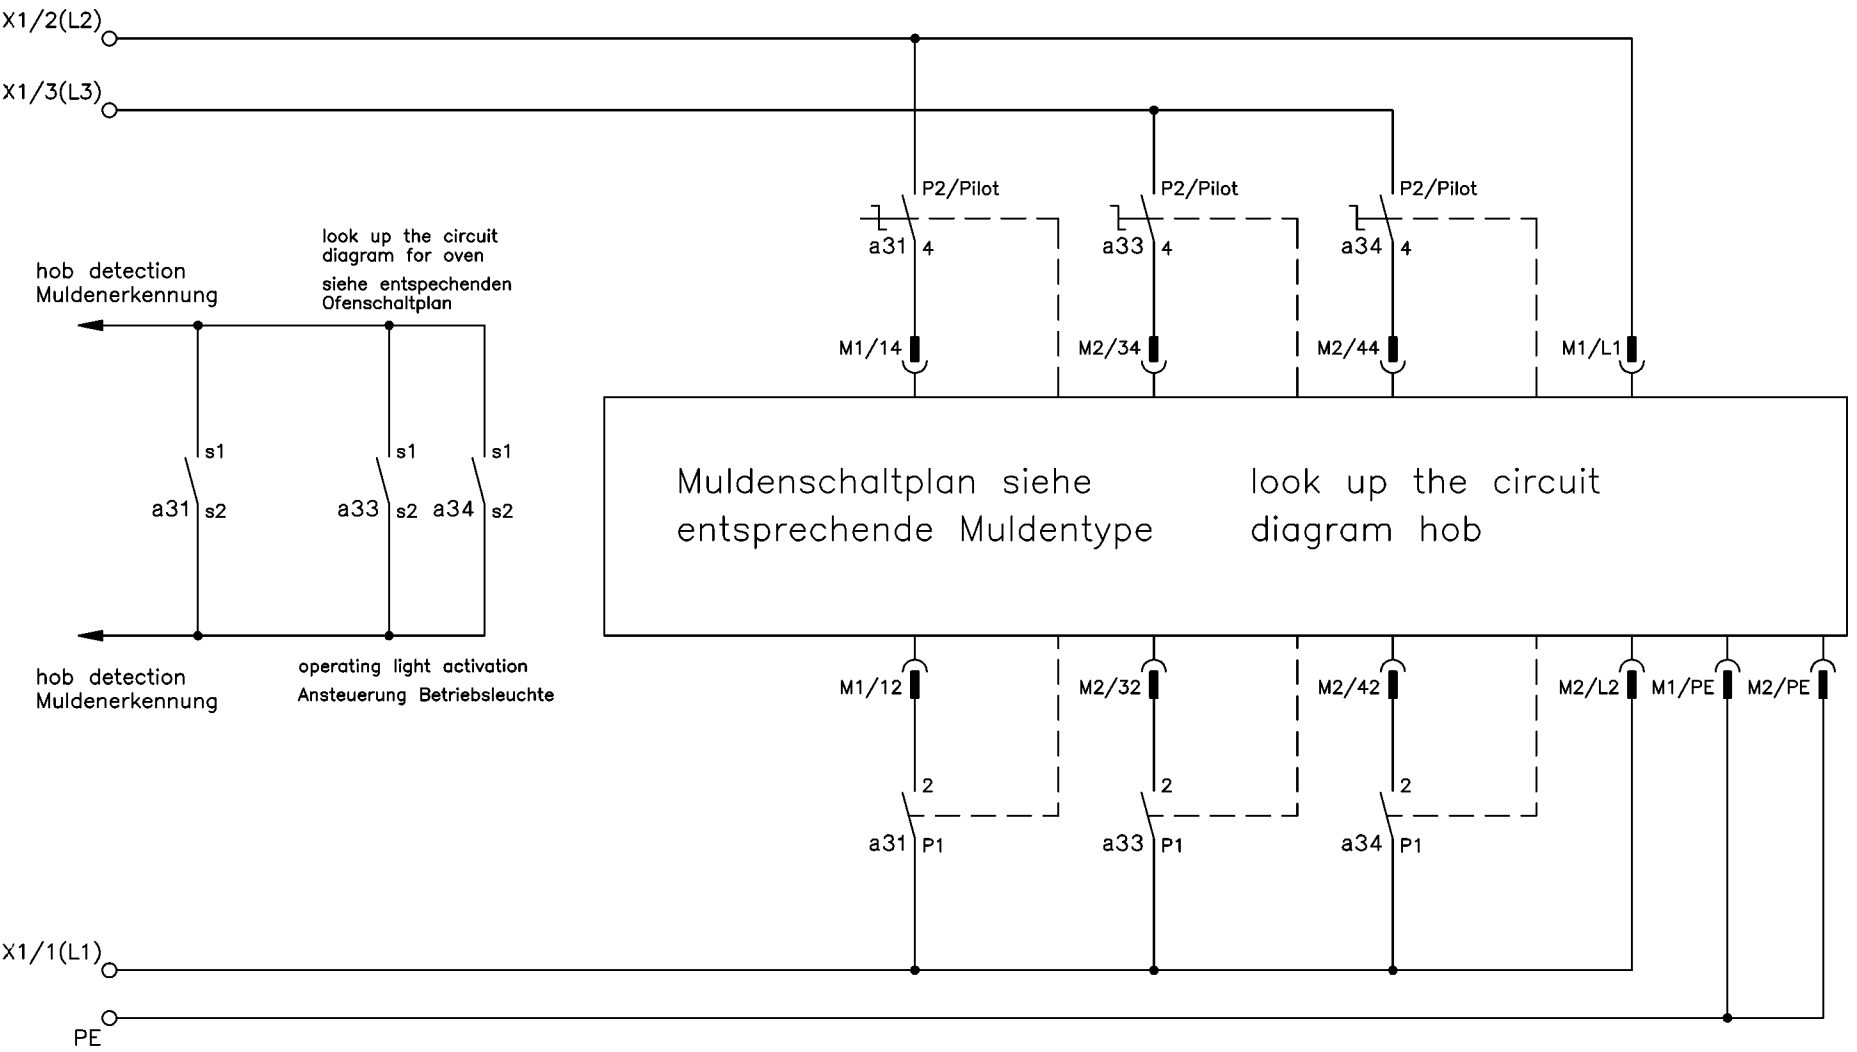 X1/2(L2)
X1/3(L3)
P2/Pilot
P2/Pilot
P2/Pilot
a31
4
a33
4
a34
4
look up the circuit
diagram for oven
siehe entspechenden
Ofenschaltplan
hob detection
Muldenerkennung
M1/14
M2/34
M2/44
M1/L1
s1
s1
s1
a31
s2
a33
s2
a34
s2
Muldenschaltplan siehe
entsprechende Muldentype
look up the circuit
diagram hob
hob detection
Muldenerkennung
operating light activation
Ansteuerung Betriebsleuchte
M1/12
M2/32
M2/42
M2/L2
M1/PE
M2/PE
2
2
2
a31
P1
a33
P1
a34
P1
X1/1(L1)
PE